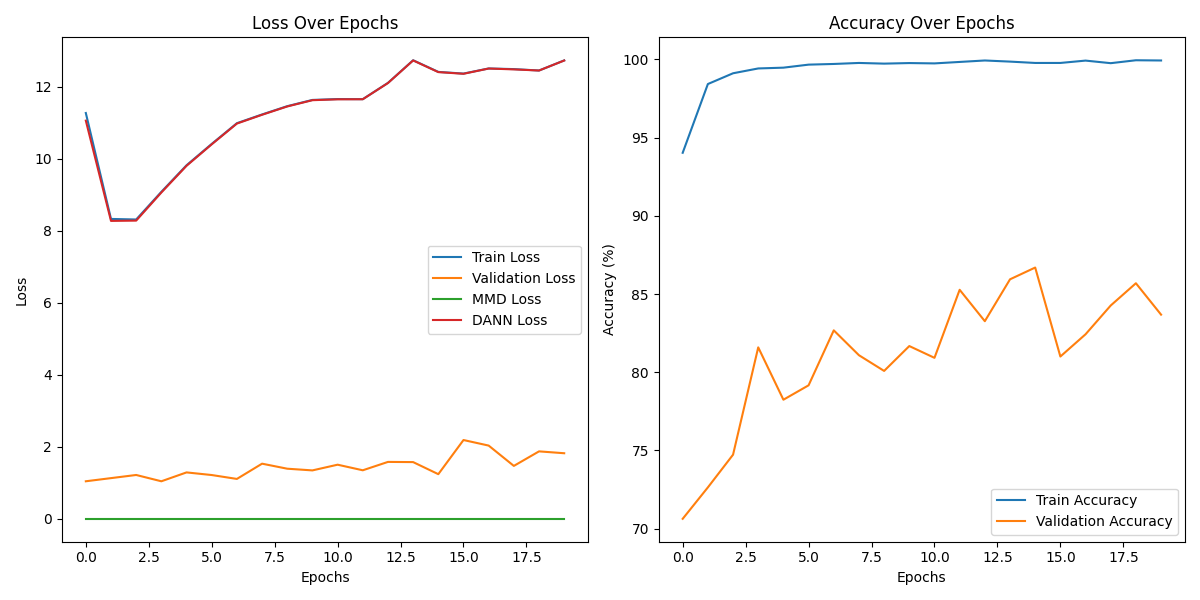 Loss Over Epochs
Loss
12
10
8
6
4
2
0
Train Loss
Validation Loss
MMD Loss
DANN Loss
0.0 2.5 5.0 7.5 10.0 12.5 15.0 17.5
Epochs
Accuracy Over Epochs
Accuracy (%)
100
95
90
85
80
75
70
Train Accuracy
Validation Accuracy
0.0 2.5 5.0 7.5 10.0 12.5 15.0 17.5
Epochs